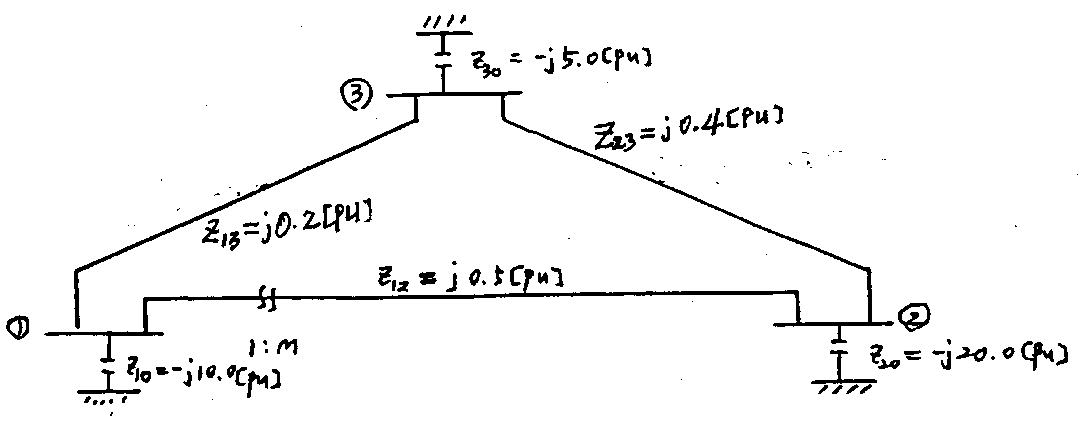 Z₃₀ = -j5.0[pu]
③
Z₂₃=j0.4[pu]
Z₁₃=j0.2[pu]
Z₁₂ = j0.5[pu]
①
②
1:M
Z₁₀=-j10.0[pu]
Z₂₀= -j20.0[pu]